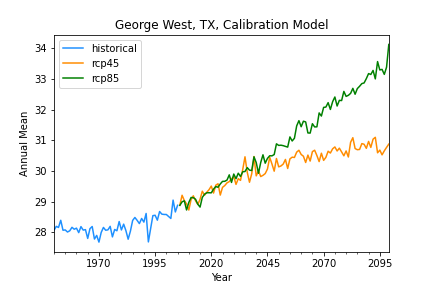 George West, TX, Calibration Model
historical
rcp45
rcp85
Annual Mean
34
33
32
31
30
29
28
1970
1995
2020
2045
2070
2095
Year